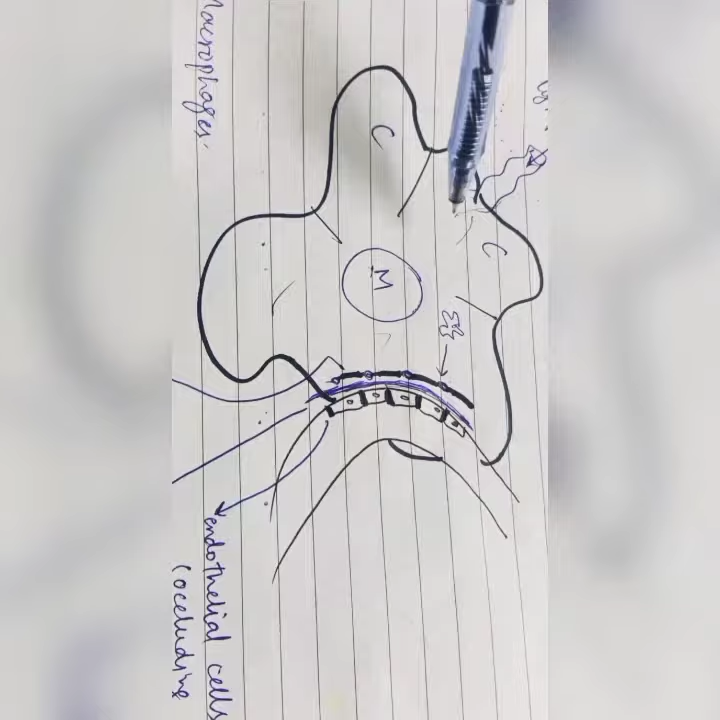 Macrophages.
C
C
M
endothelial cells
(occluding